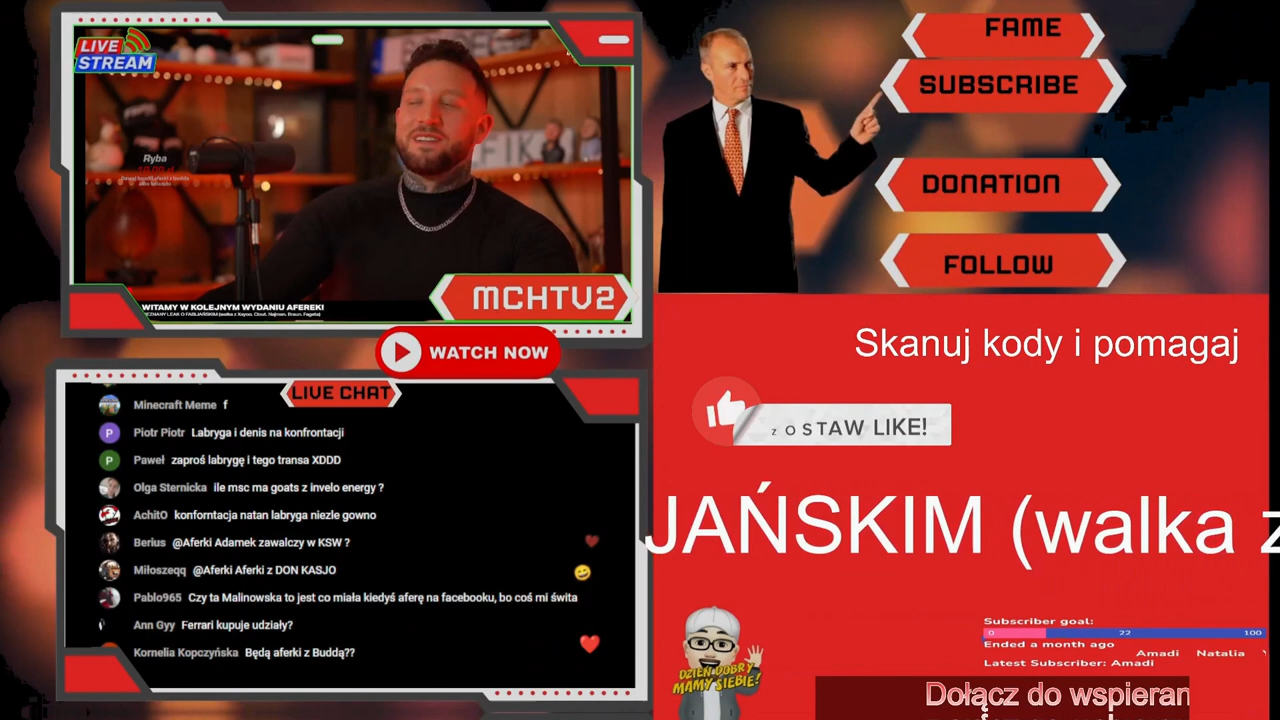 LIVE
STREAM
Ryba
WITAMY W KOLEJNYM WYDANIU AFEREK!
MCHTV2
WATCH NOW
LIVE CHAT
Minecraft Meme f
Piotr Piotr Labryga i denis na konfrontacji
Paweł zaproś labrygę i tego transa XDDD
Olga Sternicka ile msc ma goats z invelo energy ?
AchitO konforntacja natan labryga niezle gowno
Berius @Aferki Adamek zawalczy w KSW ?
Miłoszeqq @Aferki Aferki z DON KASJO
Pablo965 Czy ta Malinowska to jest co miała kiedyś aferę na facebooku, bo coś mi świta
Ann Gyy Ferrari kupuje udziały?
Kornelia Kopczyńska Będą aferki z Buddą??
FAME
SUBSCRIBE
DONATION
FOLLOW
Skanuj kody i pomagaj
ZOSTAW LIKE!
JAŃSKIM (walka z
DZIEŃ DOBRY
MAMY SIEBIE!
Subscriber goal:
0 22 100
Ended a month ago
Amadi Natalia
Latest Subscriber: Amadi
Dołącz do wspieran